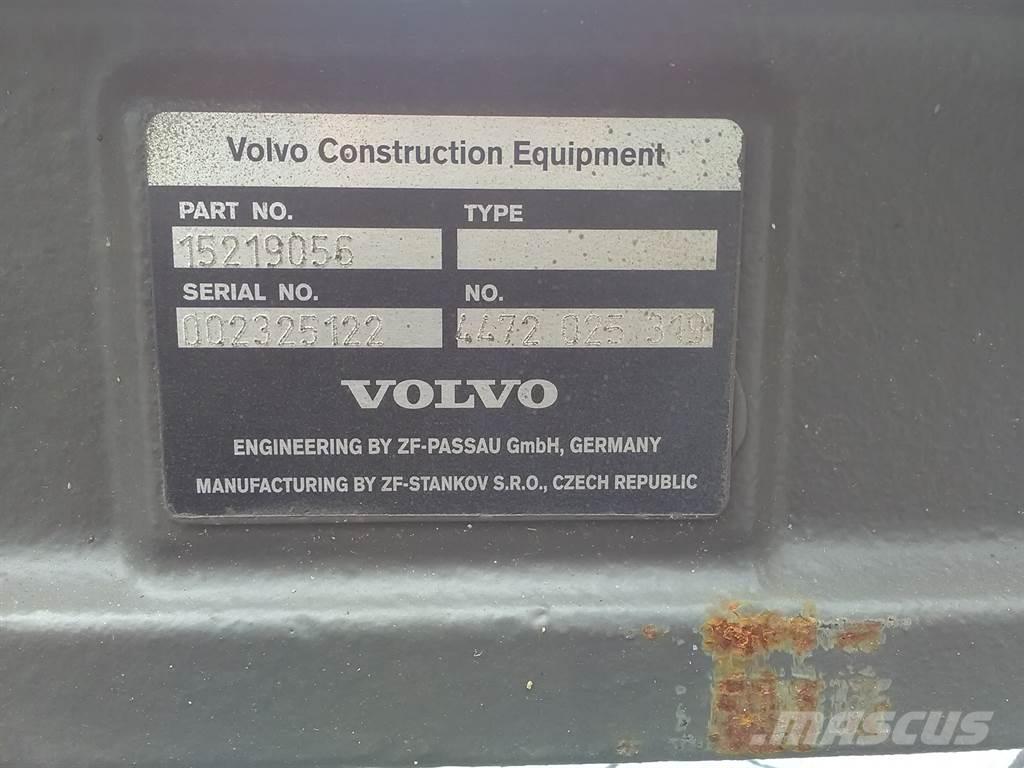 Volvo Construction Equipment
PART NO. TYPE
15219056
SERIAL NO. NO.
002325122 4472 025 319
VOLVO
ENGINEERING BY ZF-PASSAU GmbH, GERMANY
MANUFACTURING BY ZF-STANKOV S.R.O., CZECH REPUBLIC
MASCUS